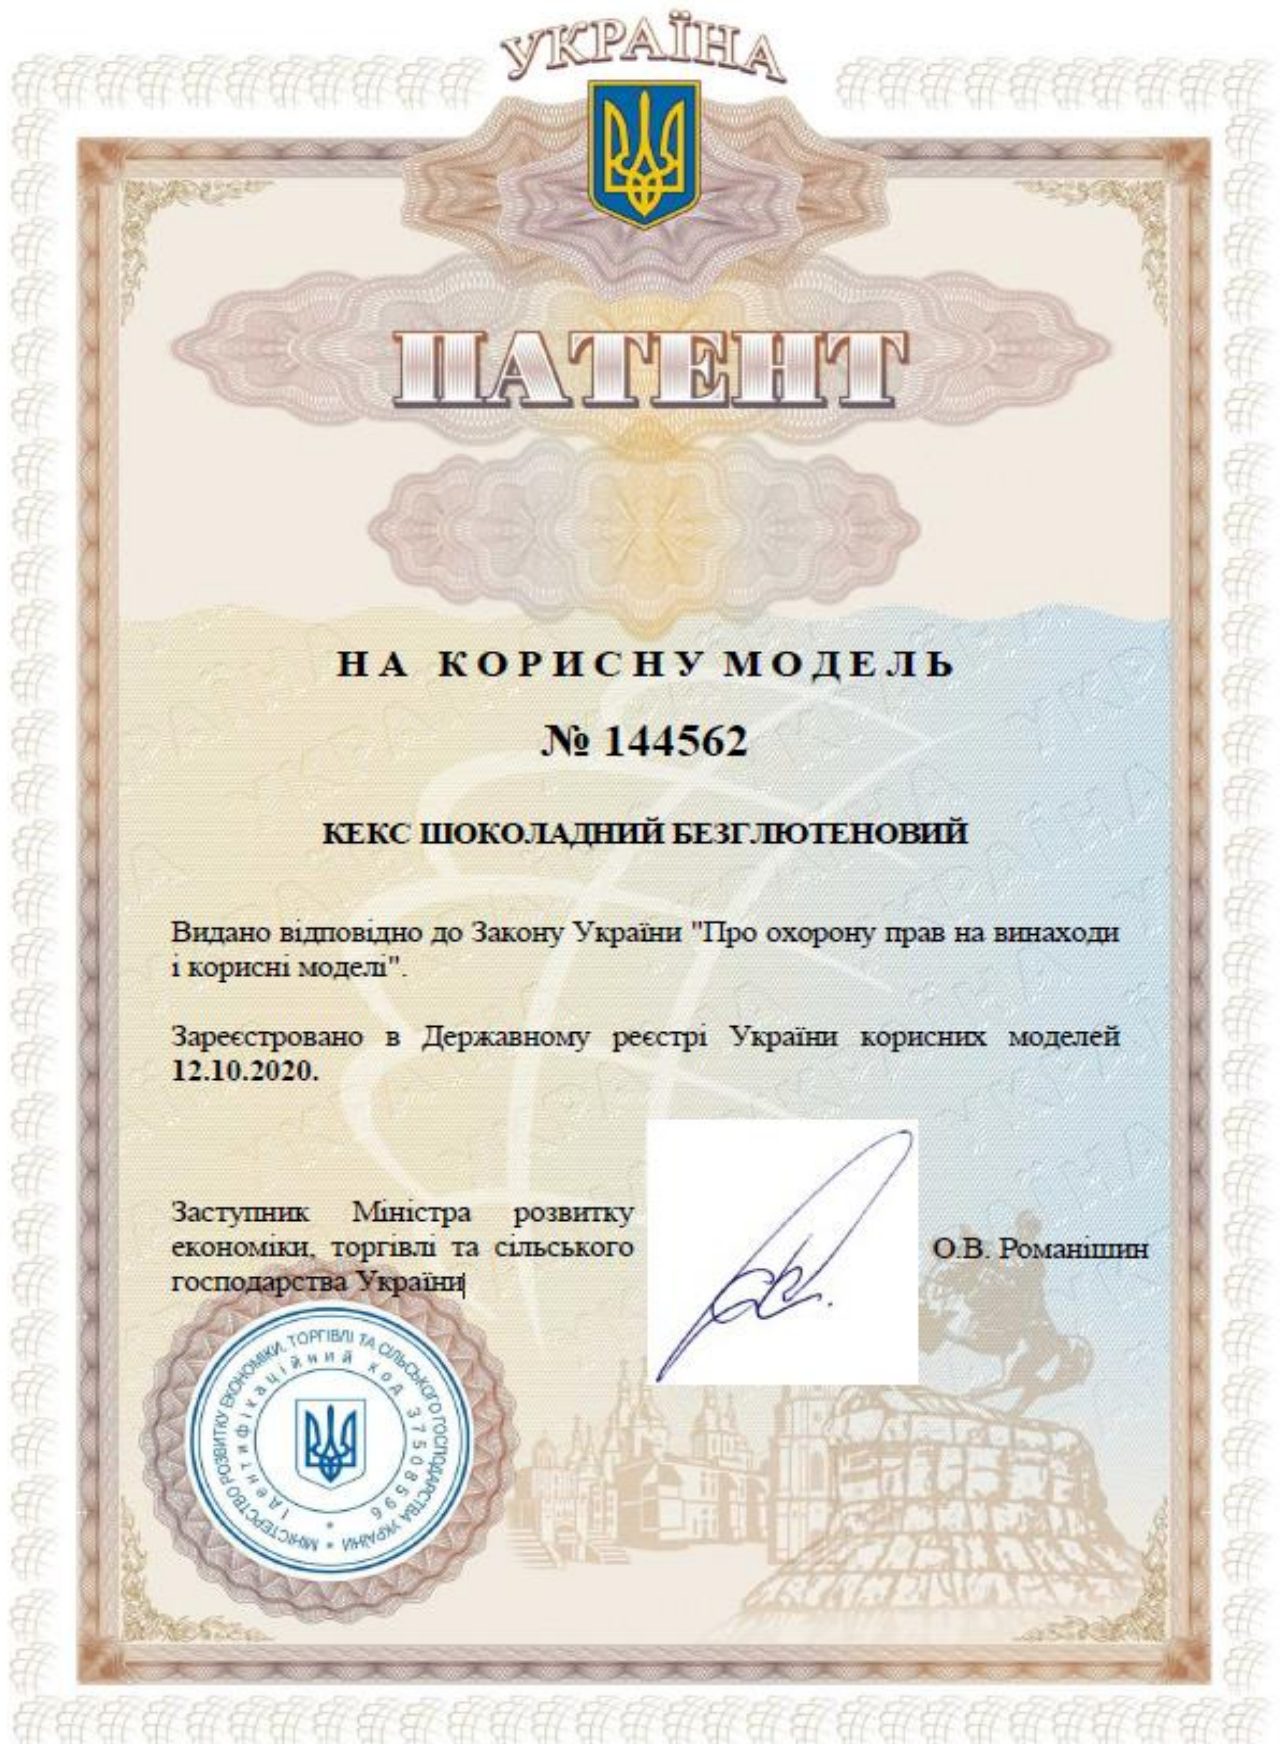 УКРАЇНА
ПАТЕНТ
НА КОРИСНУ МОДЕЛЬ
№ 144562
КЕКС ШОКОЛАДНИЙ БЕЗГЛЮТЕНОВИЙ
Видано відповідно до Закону України "Про охорону прав на винаходи
і корисні моделі".
Зареєстровано в Державному реєстрі України корисних моделей
12.10.2020.
Заступник Міністра розвитку
економіки, торгівлі та сільського
господарства України
О.В. Романішин
МІНІСТЕРСТВО РОЗВИТКУ ЕКОНОМІКИ, ТОРГІВЛІ ТА СІЛЬСЬКОГО ГОСПОДАРСТВА УКРАЇНИ *
Ідентифікаційний код 37508596 *